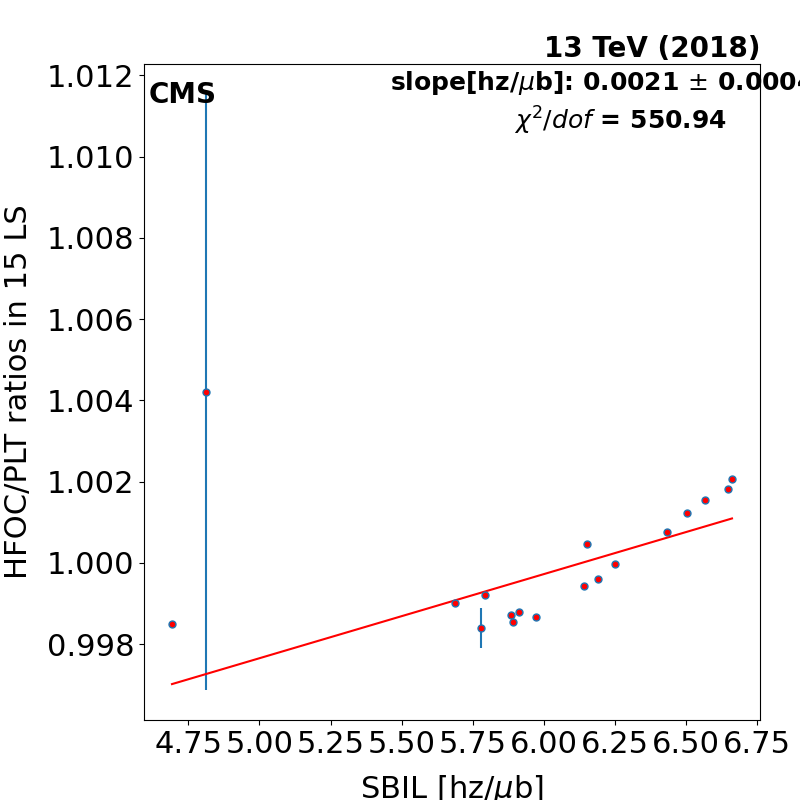 13 TeV (2018)
CMS
slope[hz/μb]: 0.0021 ± 0.0004
χ²/dof = 550.94
HFOC/PLT ratios in 15 LS
1.012
1.010
1.008
1.006
1.004
1.002
1.000
0.998
4.75 5.00 5.25 5.50 5.75 6.00 6.25 6.50 6.75
SBIL [hz/μb]